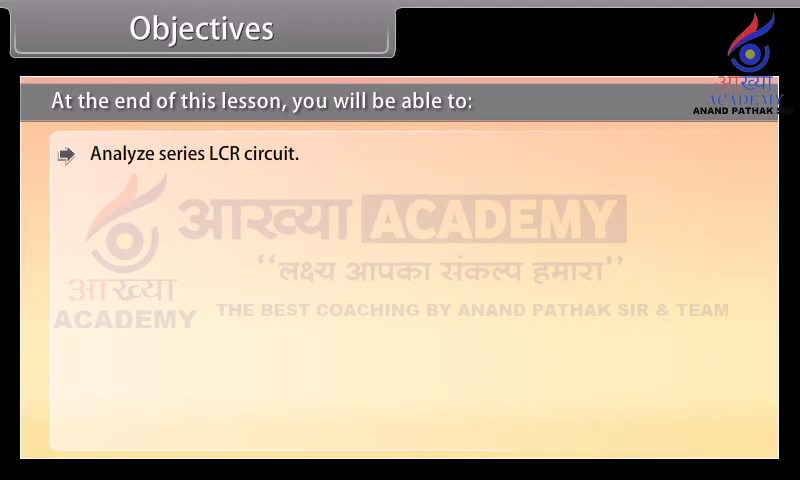 Objectives
आख्या
ACADEMY
ANAND PATHAK
At the end of this lesson, you will be able to:
Analyze series LCR circuit.
आख्या ACADEMY
‘‘लक्ष्य आपका संकल्प हमारा’’
आख्या
ACADEMY
THE BEST COACHING BY ANAND PATHAK SIR & TEAM